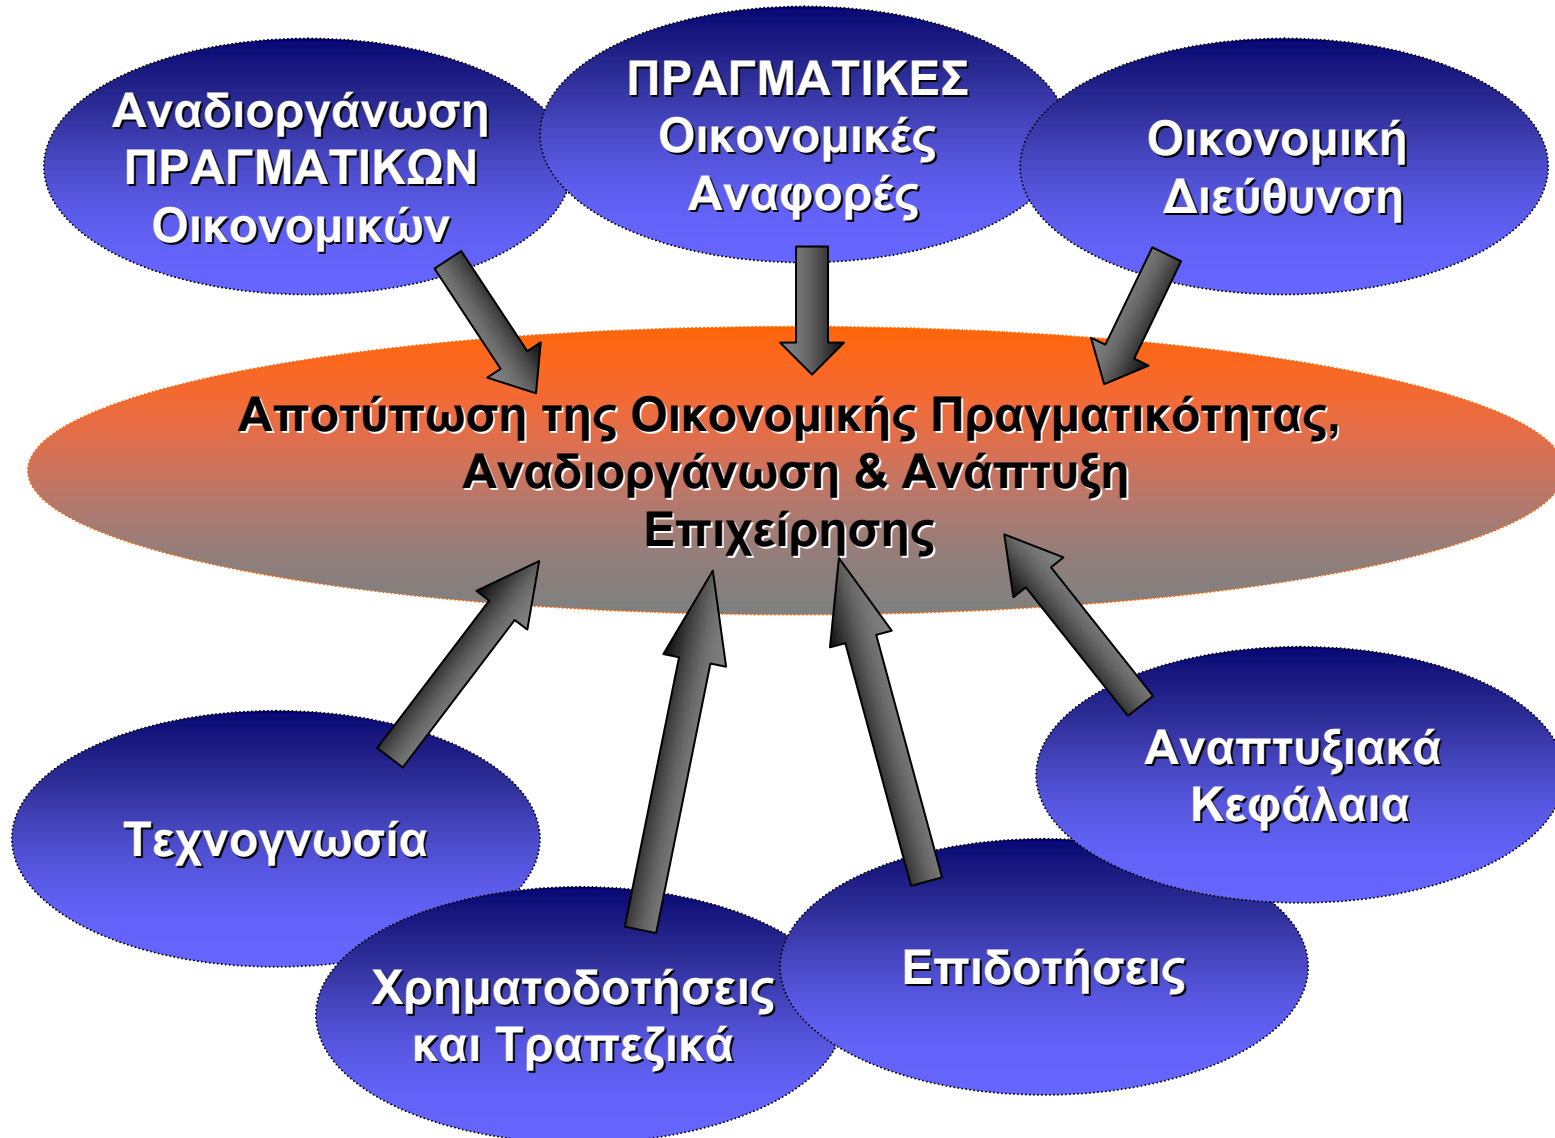 Αναδιοργάνωση
ΠΡΑΓΜΑΤΙΚΩΝ
Οικονομικών
ΠΡΑΓΜΑΤΙΚΕΣ
Οικονομικές
Αναφορές
Οικονομική
Διεύθυνση
Αποτύπωση της Οικονομικής Πραγματικότητας,
Αναδιοργάνωση & Ανάπτυξη
Επιχείρησης
Τεχνογνωσία
Χρηματοδοτήσεις
και Τραπεζικά
Επιδοτήσεις
Αναπτυξιακά
Κεφάλαια